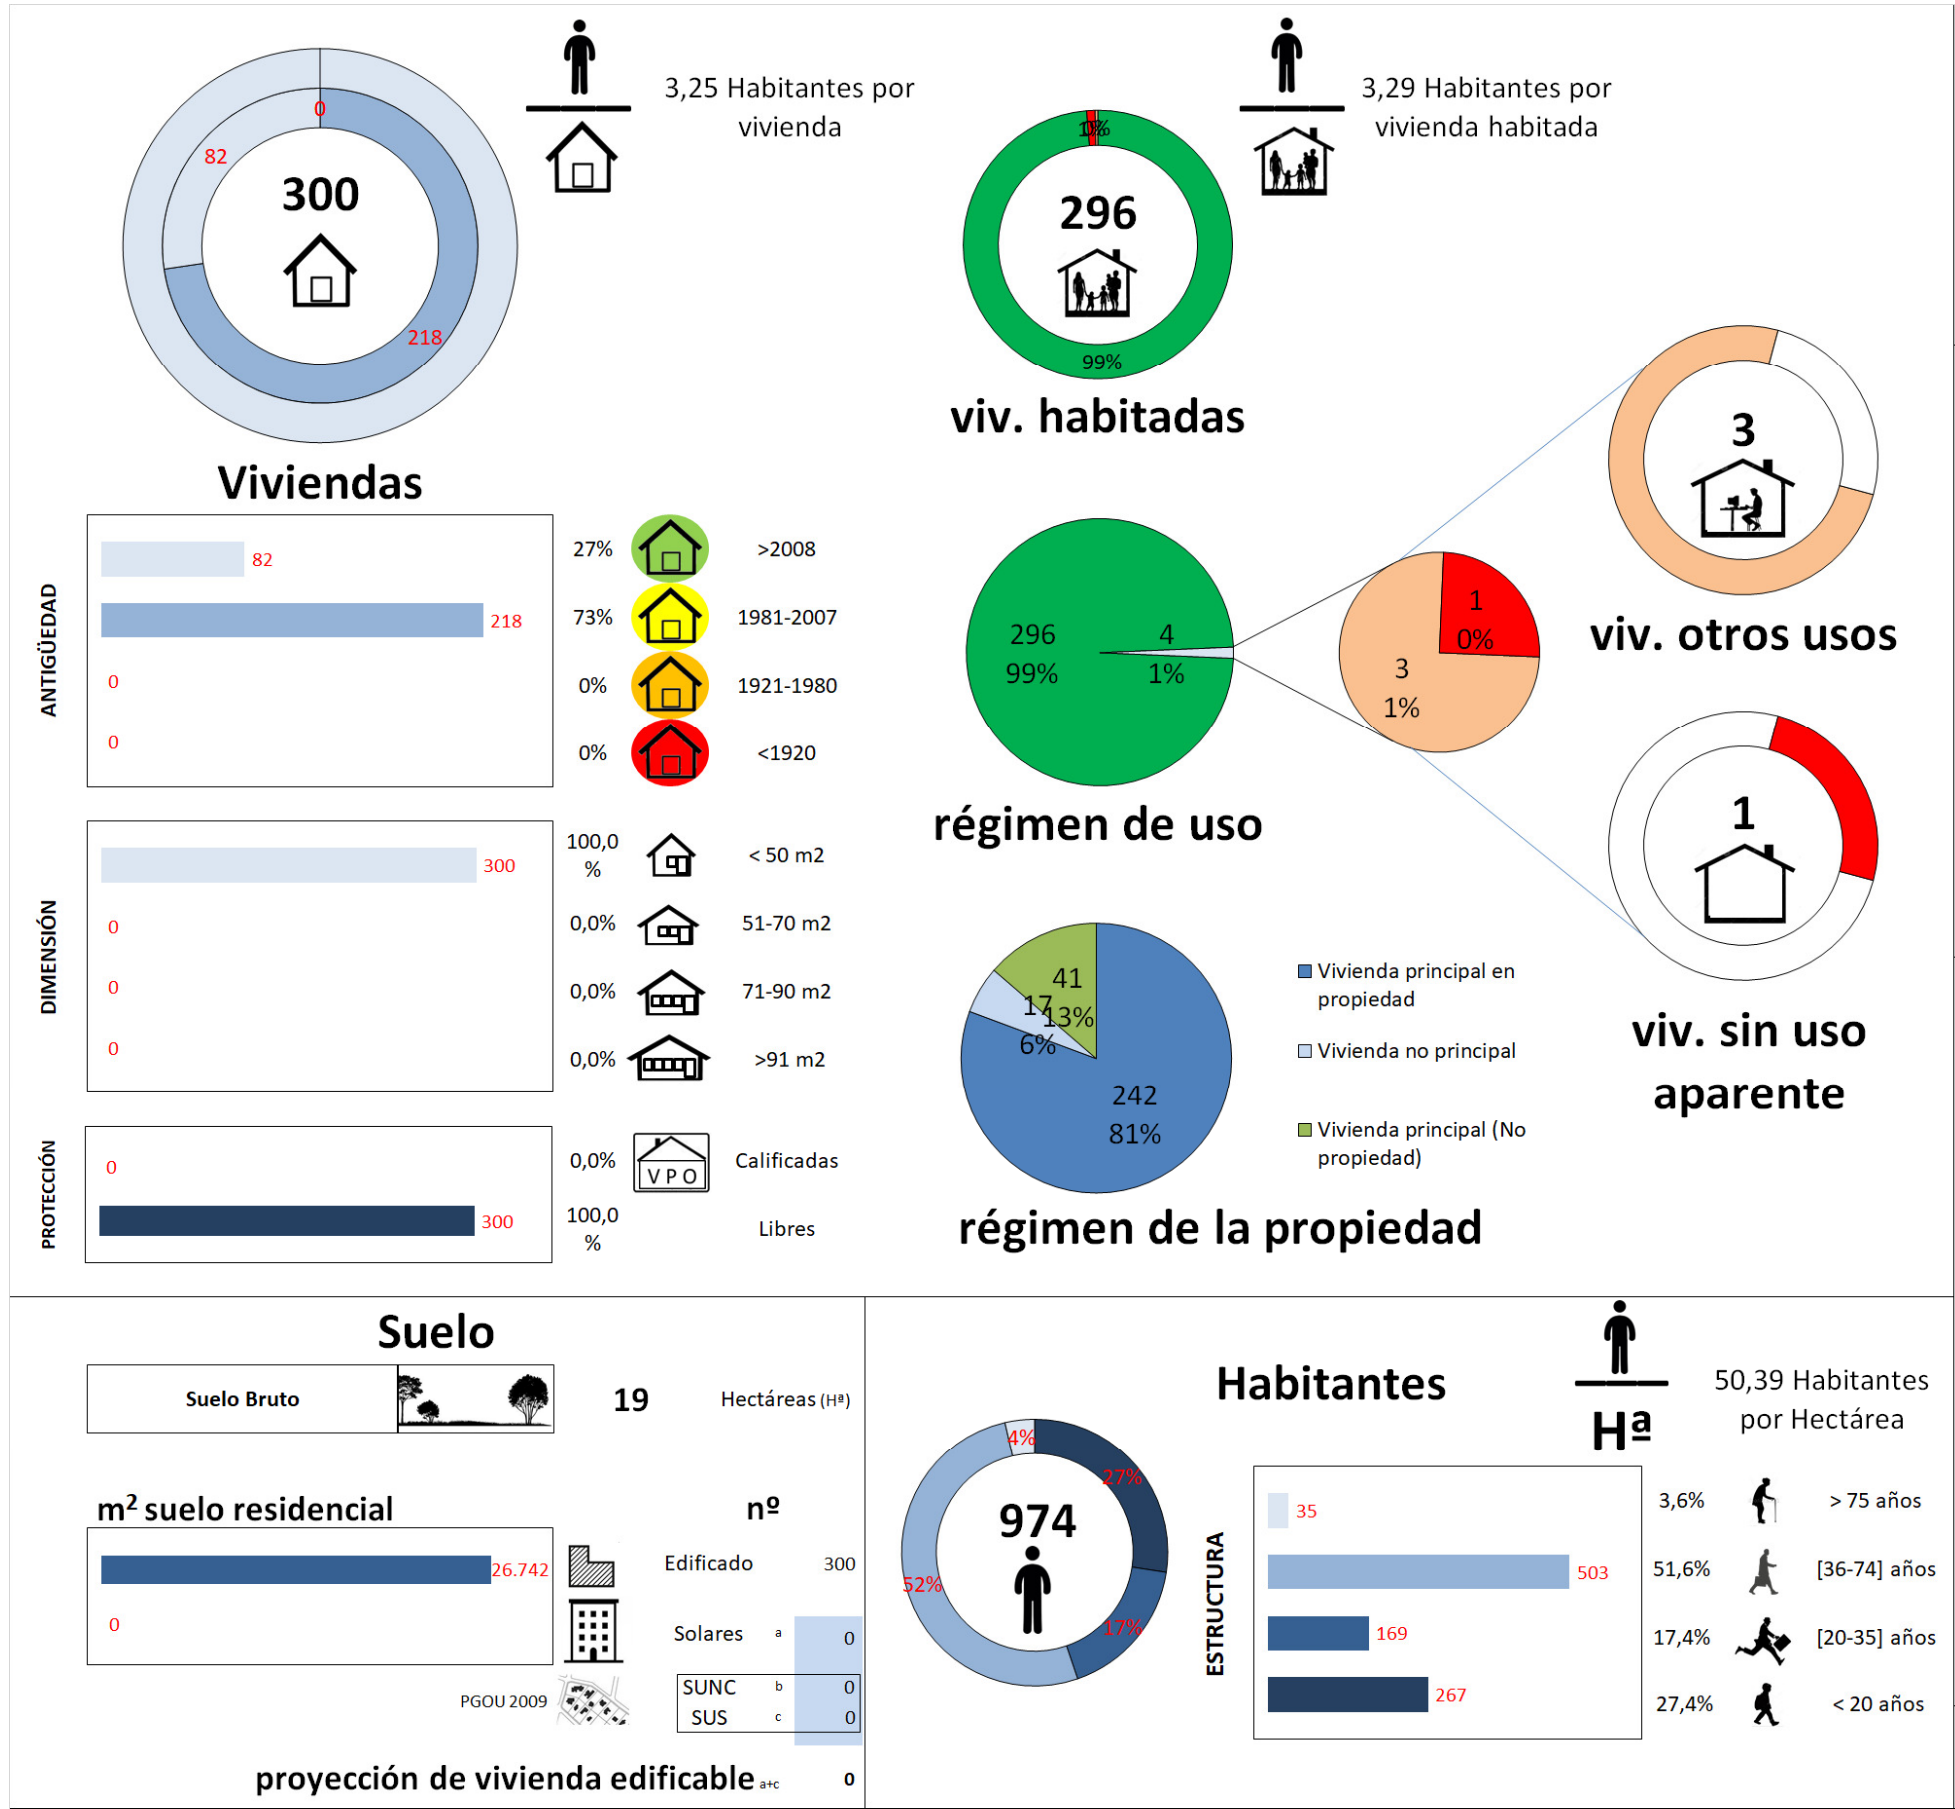 3,25 Habitantes por
vivienda
0
82
300
218
Viviendas
3,29 Habitantes por
vivienda habitada
296
99%
viv. habitadas
3
viv. otros usos
ANTIGÜEDAD
82
27%
>2008
218
73%
1981-2007
0
0%
1921-1980
0
0%
<1920
296
99%
4
1%
1
0%
3
1%
régimen de uso
1
viv. sin uso
aparente
DIMENSIÓN
300
100,0
%
< 50 m2
0
0,0%
51-70 m2
0
0,0%
71-90 m2
0
0,0%
>91 m2
41
13%
17
6%
242
81%
Vivienda principal en
propiedad
Vivienda no principal
Vivienda principal (No
propiedad)
régimen de la propiedad
PROTECCIÓN
0
0,0%
VPO
Calificadas
300
100,0
%
Libres
Suelo
Suelo Bruto
19
Hectáreas (Hª)
m2 suelo residencial
nº
26.742
Edificado
300
0
Solares a
0
PGOU 2009
SUNC b
0
SUS c
0
proyección de vivienda edificable a+c
0
Habitantes
Hª
50,39 Habitantes
por Hectárea
4%
27%
974
52%
17%
ESTRUCTURA
35
3,6%
> 75 años
503
51,6%
[36-74] años
169
17,4%
[20-35] años
267
27,4%
< 20 años